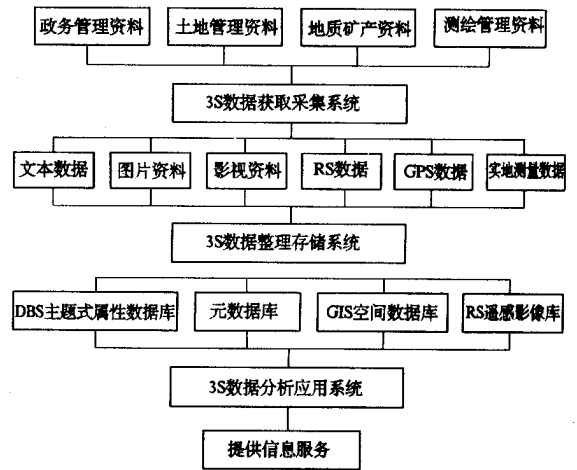 政务管理资料
土地管理资料
地质矿产资料
测绘管理资料
3S数据获取采集系统
文本数据
图片资料
影视资料
RS数据
GPS数据
实地测量数据
3S数据整理存储系统
DBS主题式属性数据库
元数据库
GIS空间数据库
RS遥感影像库
3S数据分析应用系统
提供信息服务